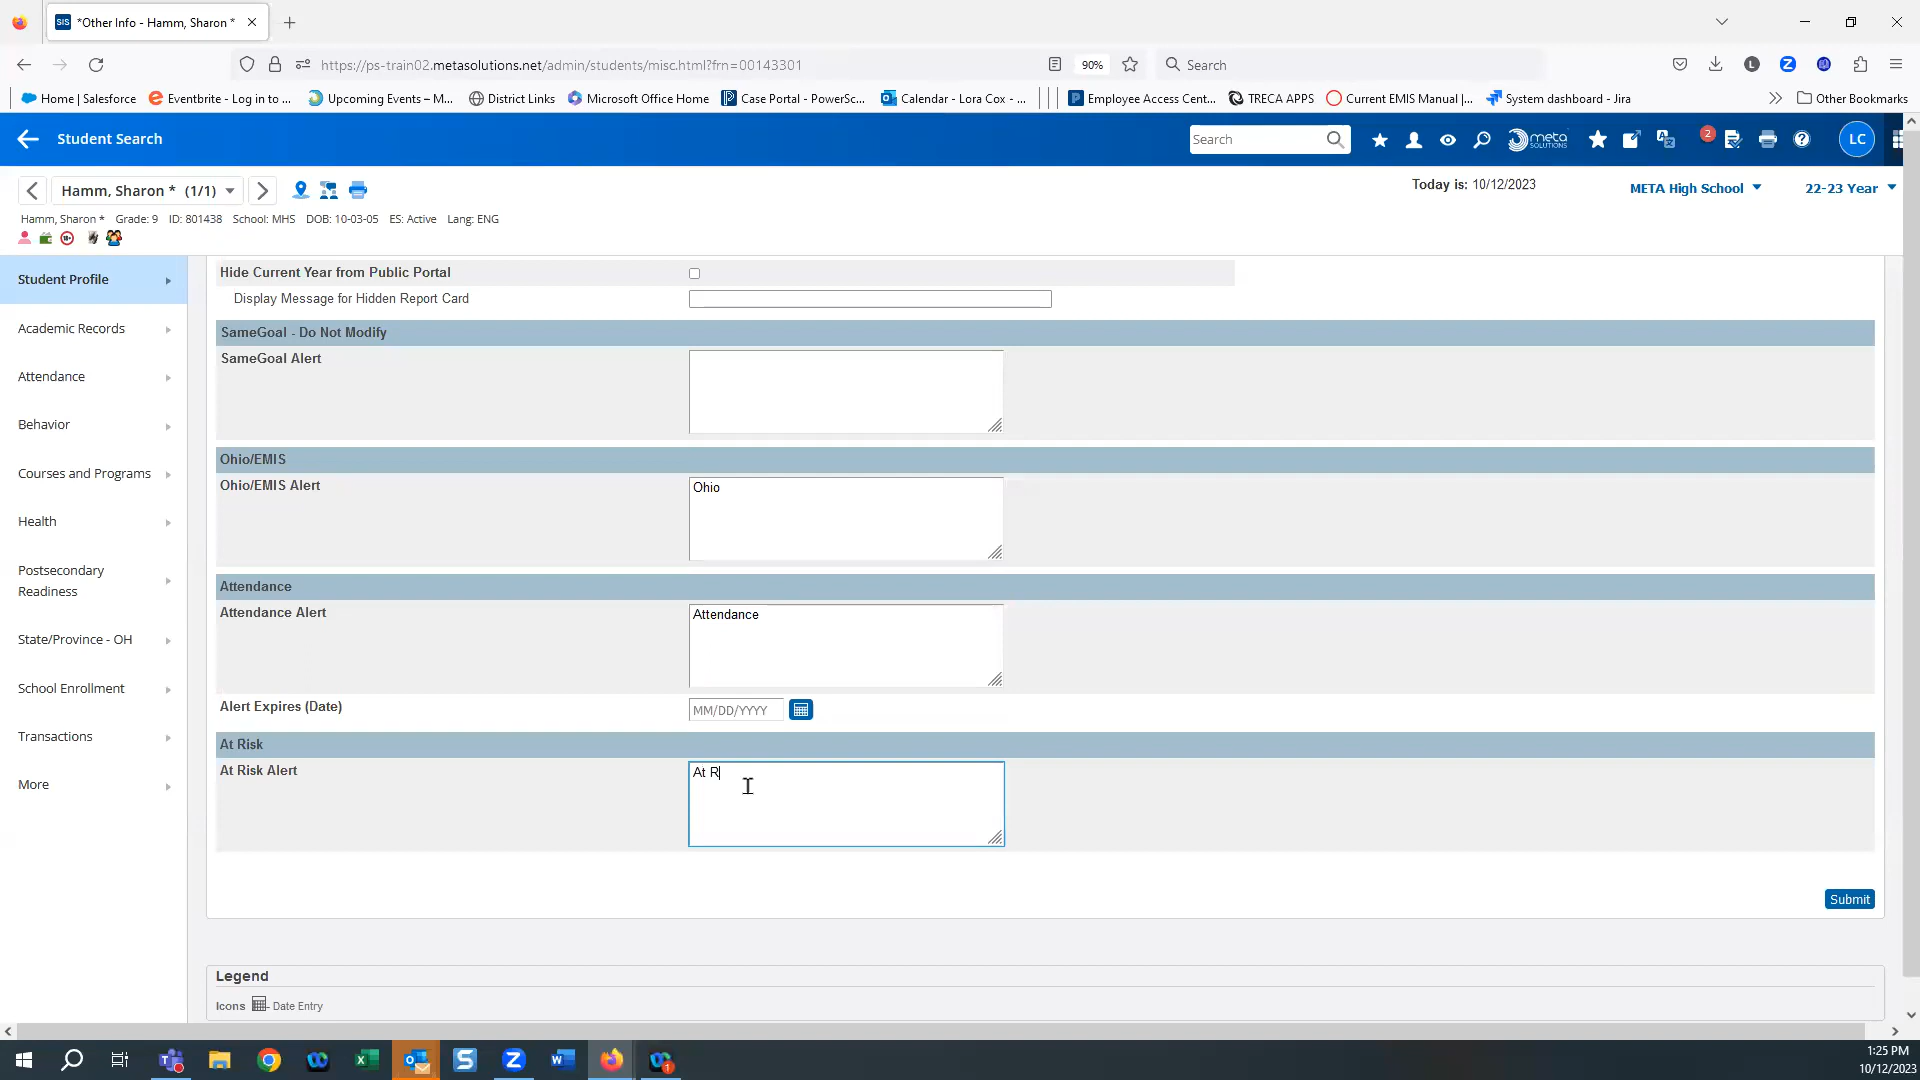 SIS *Other Info - Hamm, Sharon *
https://ps-train02.metasolutions.net/admin/students/misc.html?frn=00143301
90%
Search
Home | Salesforce
Eventbrite - Log in to ...
Upcoming Events – M...
District Links
Microsoft Office Home
Case Portal - PowerSc...
Calendar - Lora Cox - ...
Employee Access Cent...
TRECA APPS
Current EMIS Manual |...
System dashboard - Jira
Other Bookmarks
Student Search
Search
meta
SOLUTIONS
2
LC
Hamm, Sharon * (1/1)
Today is: 10/12/2023
META High School
22-23 Year
Hamm, Sharon * Grade: 9 ID: 801438 School: MHS DOB: 10-03-05 ES: Active Lang: ENG
Student Profile
Academic Records
Attendance
Behavior
Courses and Programs
Health
Postsecondary
Readiness
State/Province - OH
School Enrollment
Transactions
More
Hide Current Year from Public Portal
Display Message for Hidden Report Card
SameGoal - Do Not Modify
SameGoal Alert
Ohio/EMIS
Ohio/EMIS Alert
Ohio
Attendance
Attendance Alert
Attendance
Alert Expires (Date)
MM/DD/YYYY
At Risk
At Risk Alert
At R
Submit
Legend
Icons - Date Entry
1:25 PM
10/12/2023